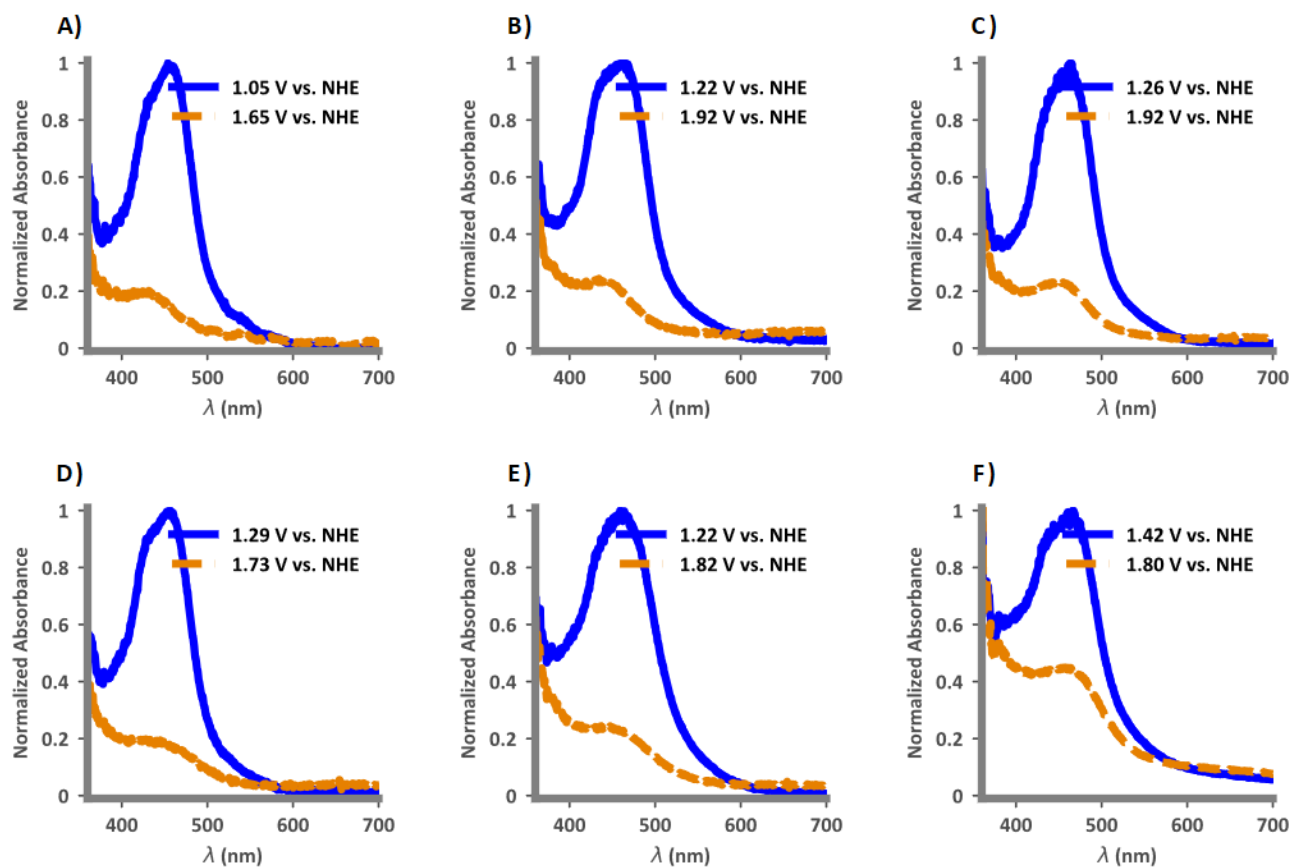 A)
1.05 V vs. NHE
1.65 V vs. NHE
Normalized Absorbance
1
0.8
0.6
0.4
0.2
0
400
500
600
700
λ (nm)
B)
1.22 V vs. NHE
1.92 V vs. NHE
Normalized Absorbance
1
0.8
0.6
0.4
0.2
0
400
500
600
700
λ (nm)
C)
1.26 V vs. NHE
1.92 V vs. NHE
Normalized Absorbance
1
0.8
0.6
0.4
0.2
0
400
500
600
700
λ (nm)
D)
1.29 V vs. NHE
1.73 V vs. NHE
Normalized Absorbance
1
0.8
0.6
0.4
0.2
0
400
500
600
700
λ (nm)
E)
1.22 V vs. NHE
1.82 V vs. NHE
Normalized Absorbance
1
0.8
0.6
0.4
0.2
0
400
500
600
700
λ (nm)
F)
1.42 V vs. NHE
1.80 V vs. NHE
Normalized Absorbance
1
0.8
0.6
0.4
0.2
0
400
500
600
700
λ (nm)